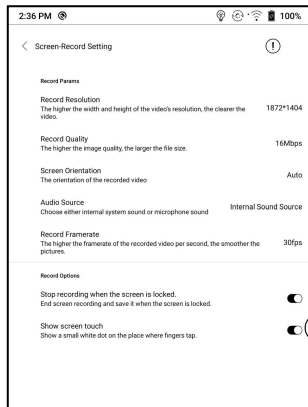 2:36 PM 100%
Screen-Record Setting
Record Params
Record Resolution
The higher the width and height of the video's resolution, the clearer the
video.
1872*1404
Record Quality
The higher the image quality, the larger the file size.
16Mbps
Screen Orientation
The orientation of the recorded video
Auto
Audio Source
Choose either internal system sound or microphone sound
Internal Sound Source
Record Framerate
The higher the framerate of the recorded video per second, the smoother the
pictures.
30fps
Record Options
Stop recording when the screen is locked.
End screen recording and save it when the screen is locked.
Show screen touch
Show a small white dot on the place where fingers tap.